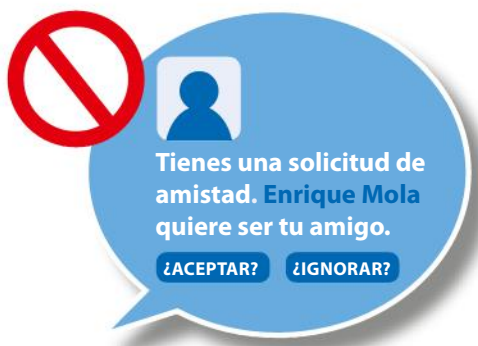 Tienes una solicitud de
amistad. Enrique Mola
quiere ser tu amigo.
¿ACEPTAR? ¿IGNORAR?